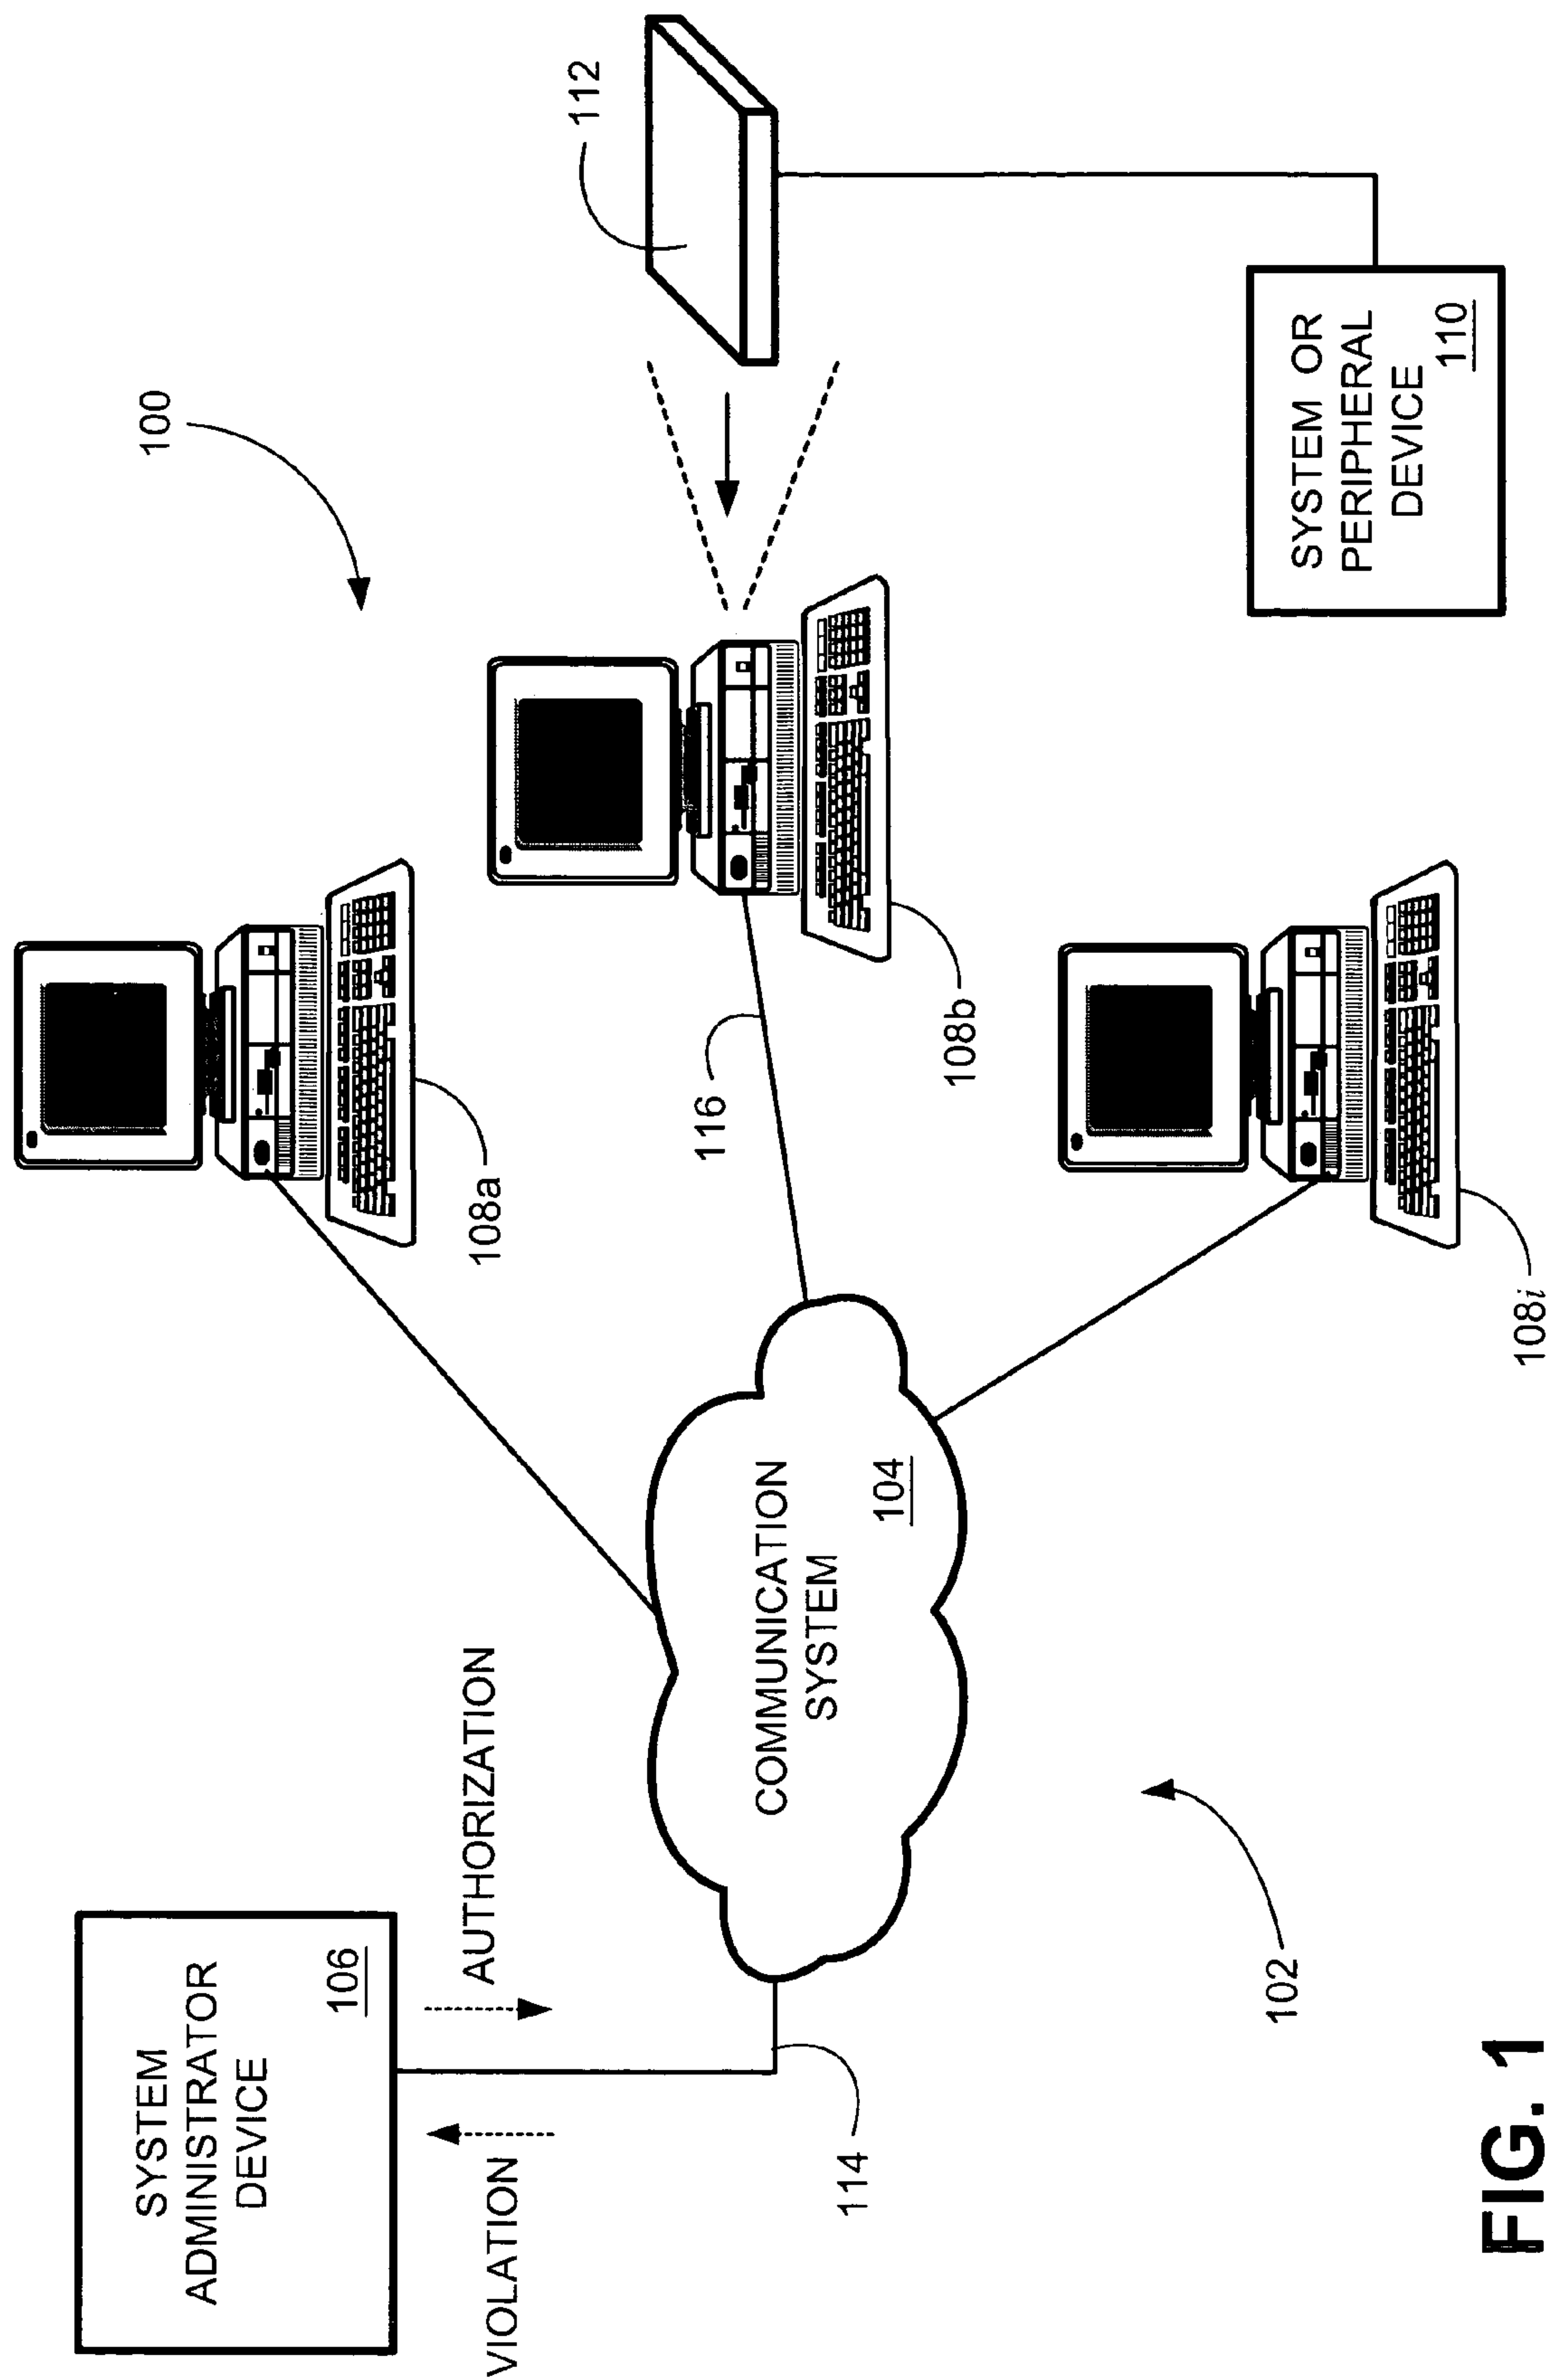 100
112
108a
116
108b
108i
SYSTEM
ADMINISTRATOR
DEVICE
106
VIOLATION
AUTHORIZATION
114
COMMUNICATION
SYSTEM
104
102
SYSTEM OR
PERIPHERAL
DEVICE
110
FIG. 1